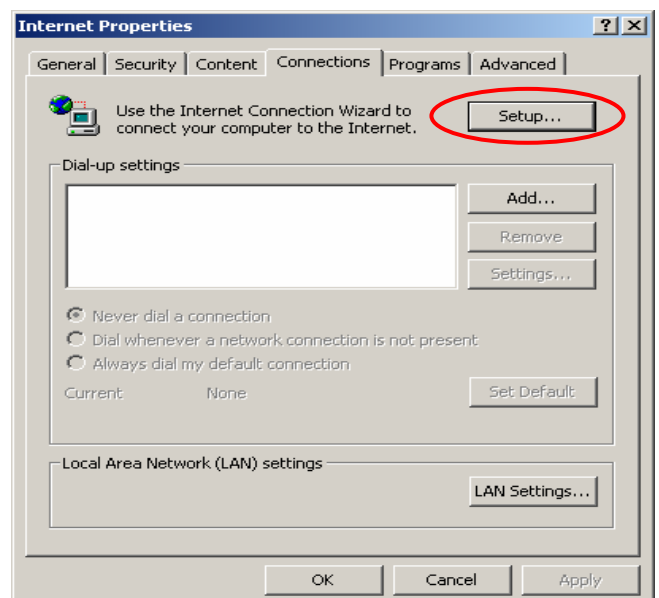 Internet Properties
General Security Content Connections Programs Advanced
Use the Internet Connection Wizard to
connect your computer to the Internet.
Setup...
Dial-up settings
Add...
Remove
Settings...
Never dial a connection
Dial whenever a network connection is not present
Always dial my default connection
Current None
Set Default
Local Area Network (LAN) settings
LAN Settings...
OK Cancel Apply